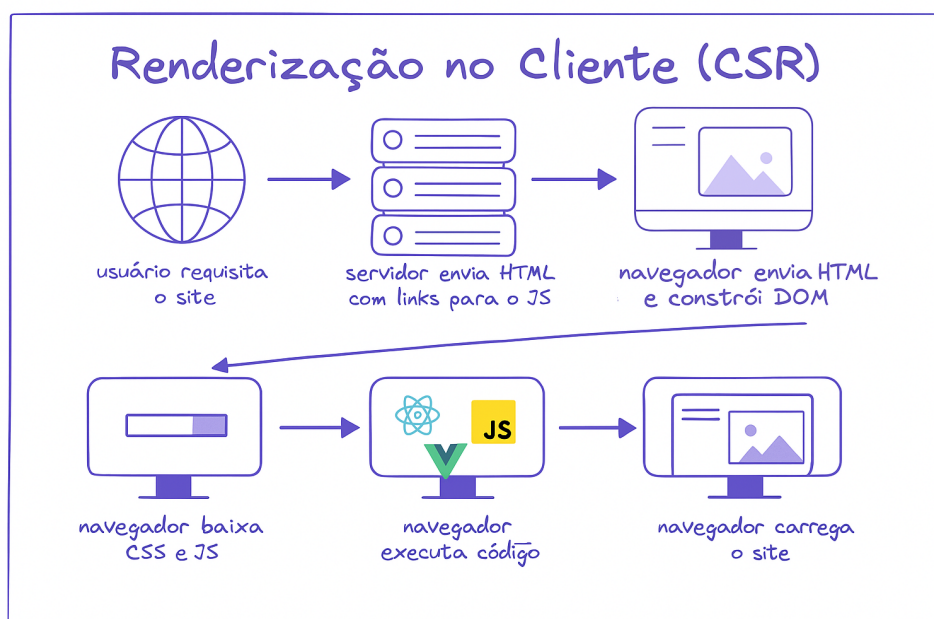 Renderização no Cliente (CSR)
usuário requisita
o site
servidor envia HTML
com links para o JS
navegador envia HTML
e constrói DOM
JS
navegador baixa
CSS e JS
navegador
executa código
navegador carrega
o site